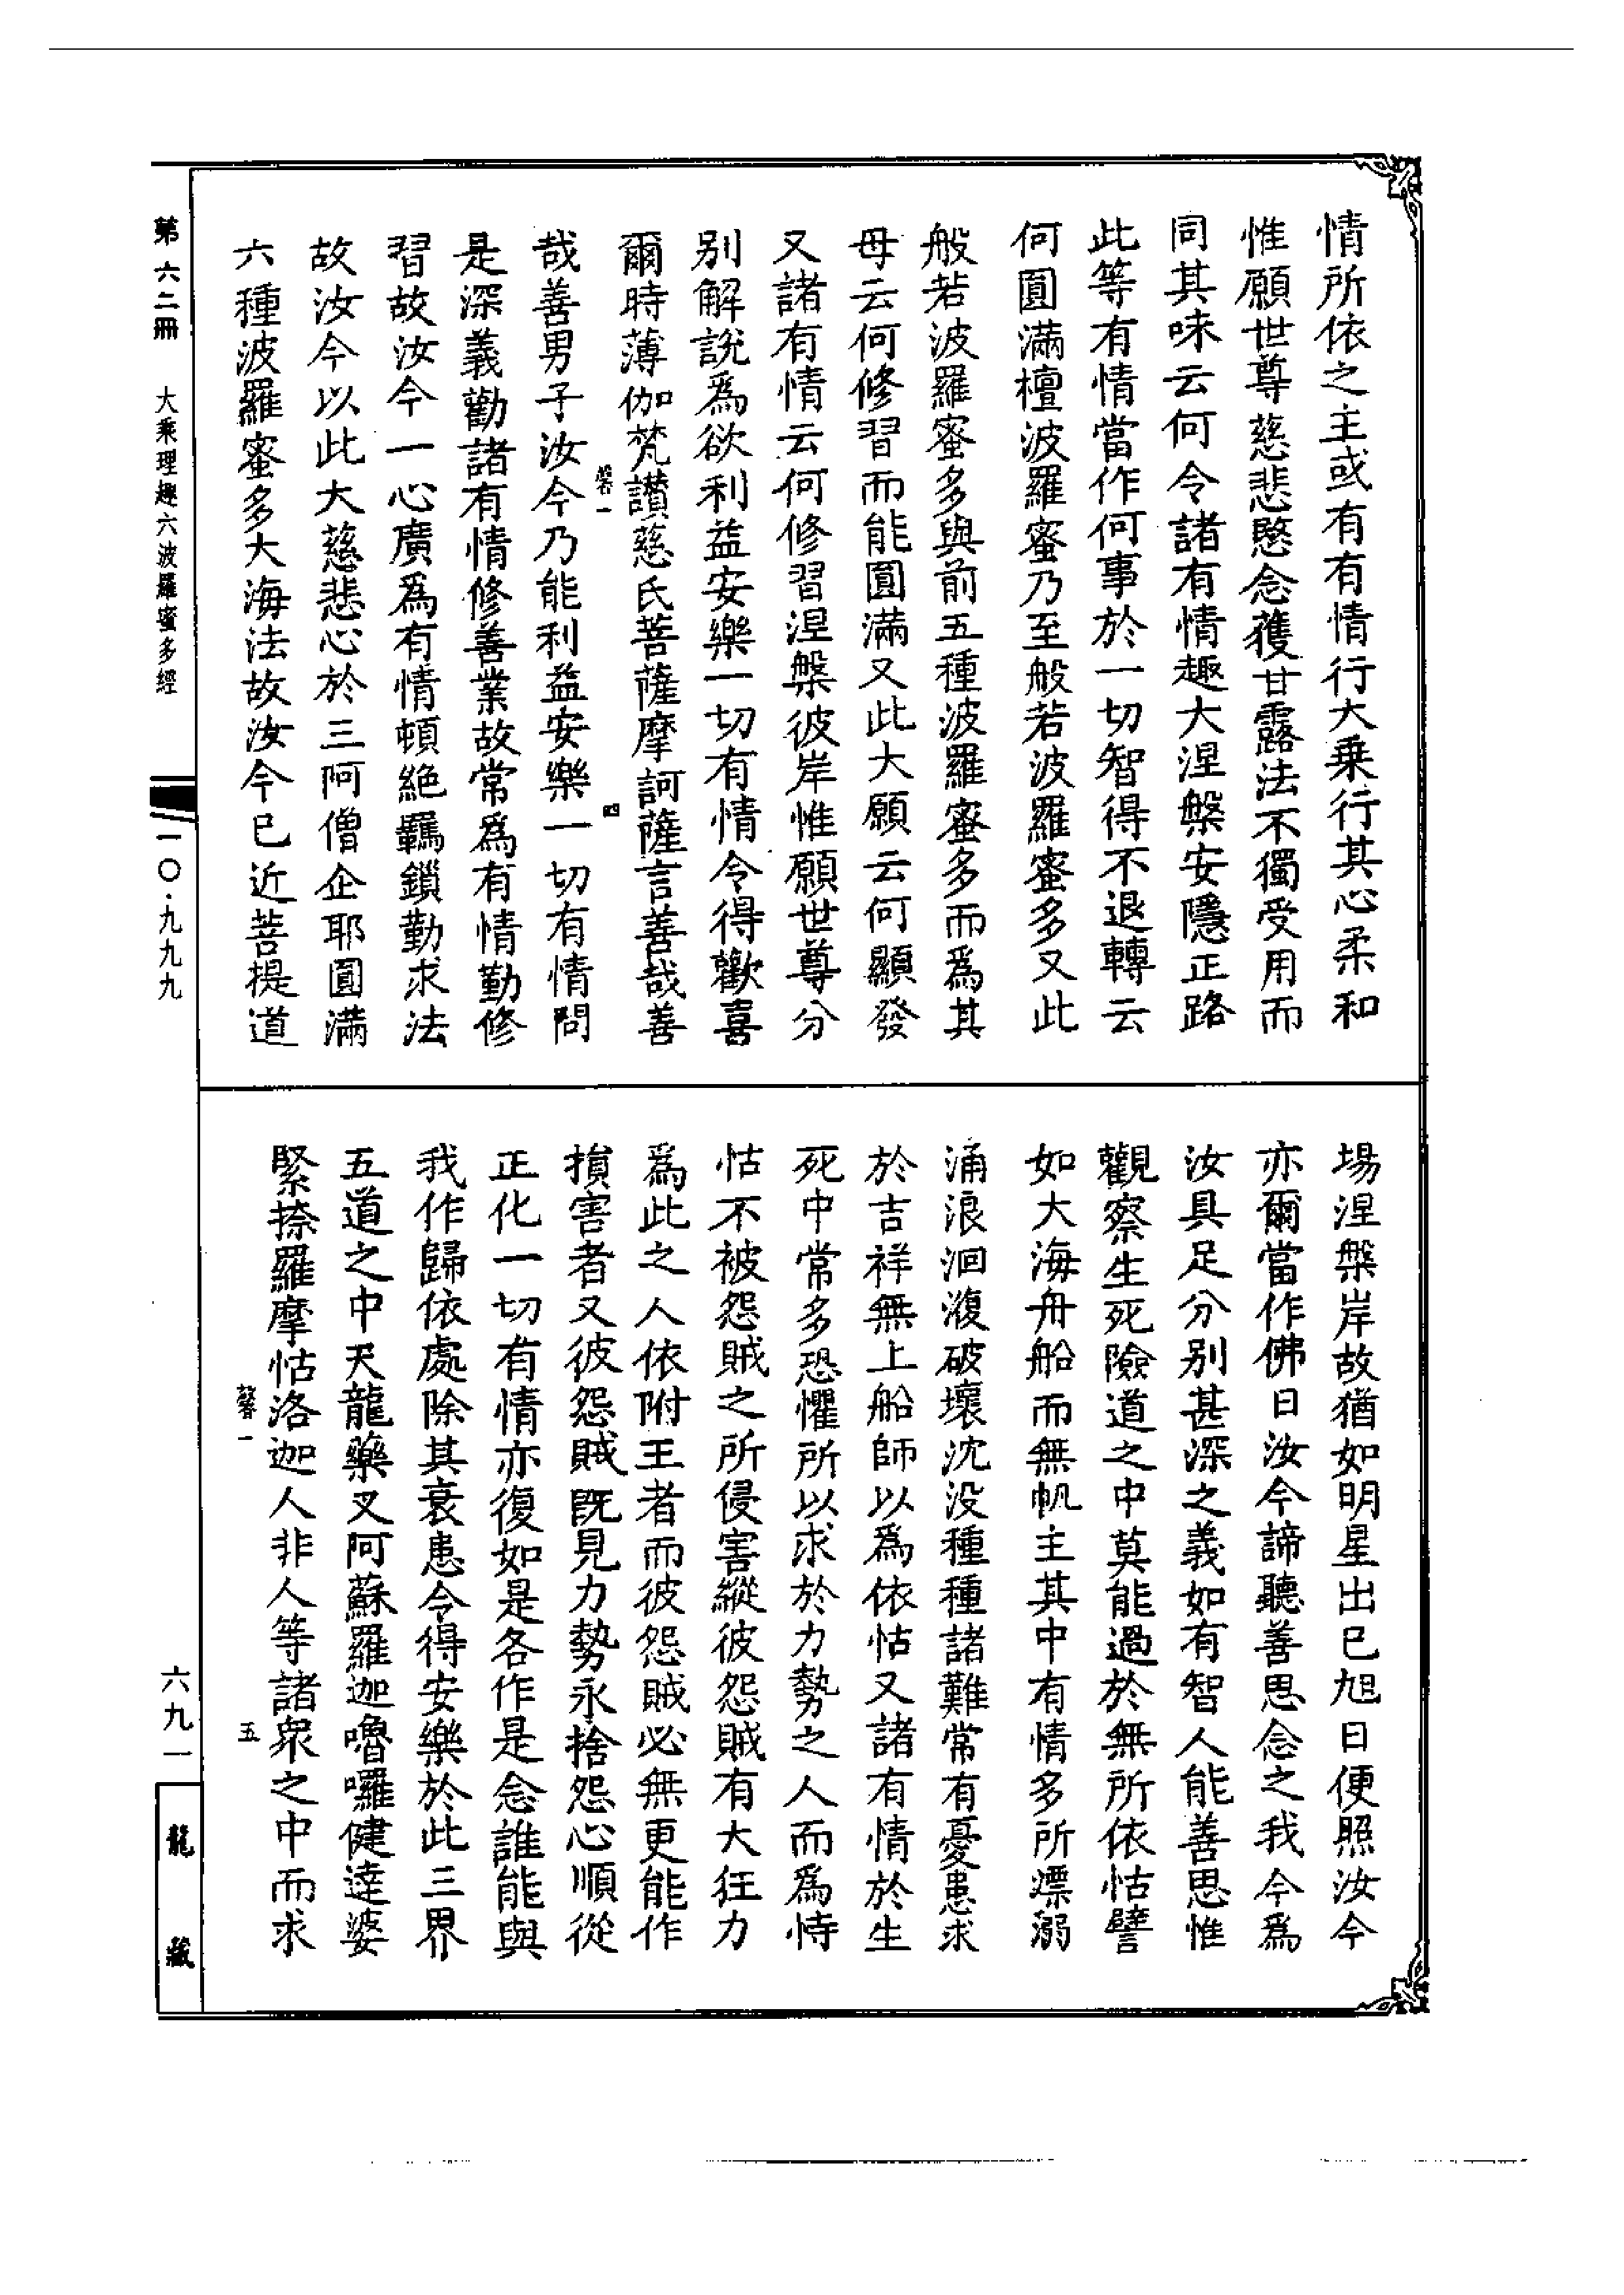 情所依之主或有有情行大乗行其心柔和
惟願世尊慈悲愍念獲甘露法不獨受用而
同其味云何令諸有情趣大涅槃安隱正路
此等有情當作何事於一切智得不退轉云
何圓滿檀波羅蜜乃至般若波羅蜜多又此
般若波羅蜜多與前五種波羅蜜多而為其
母云何修習而能圓滿又此大願云何顯發
又諸有情云何修習涅槃彼岸惟願世尊分
別解説為欲利益安樂一切有情令得歡喜
爾時薄伽梵讃慈氏菩薩摩訶薩言善哉善
磬一
四
哉善男子汝今乃能利益安樂一切有情問
是深義勸諸有情修善業故常為有情勤修
習故汝今一心廣為有情頓絕羈鎖勤求法
故汝今以此大慈悲心於三阿僧企耶圓滿
六種波羅蜜多大海法故汝今已近菩提道
場涅槃岸故猶如明星出已旭日便照汝今
亦爾當作佛日汝今諦聽善思念之我今為
汝具足分別甚深之義如有智人能善思惟
觀察生死險道之中莫能過於無所依怙譬
如大海舟船而無帆主其中有情多所漂溺
涌浪洄澓破壞沈没種種諸難常有憂患求
於吉祥無上船師以為依怙又諸有情於生
死中常多恐懼所以求於力勢之人而為恃
怙不被怨賊之所侵害縱彼怨賊有大狂力
為此之人依附王者而彼怨賊必無更能作
損害者又彼怨賊既見力勢永捨怨心順從
正化一切有情亦復如是各作是念誰能與
我作歸依處除其衰患令得安樂於此三界
五道之中天龍藥叉阿蘇羅迦嚕囉健達婆
緊捺羅摩怙洛迦人非人等諸衆之中而求
磬一
五
第六二冊 大乘理趣六波羅蜜多經
一〇·九九九
六九一
龍藏